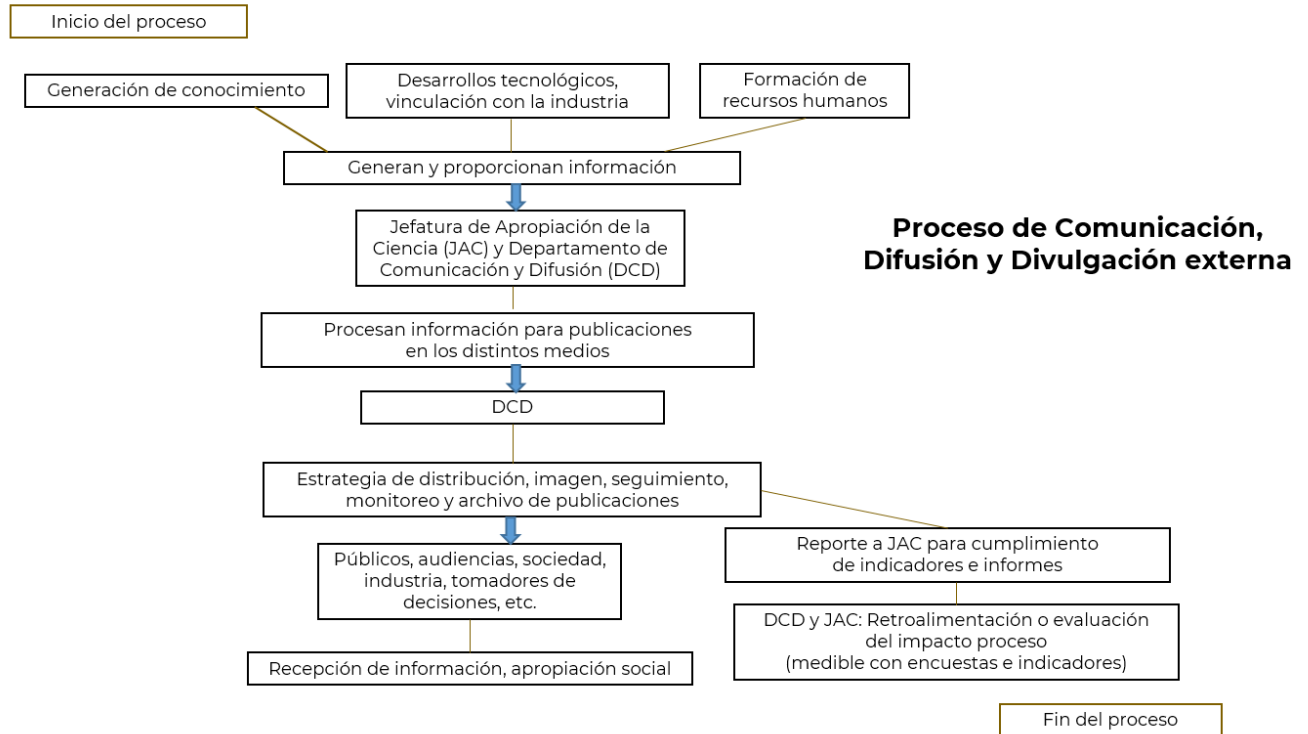 Inicio del proceso
Generación de conocimiento
Desarrollos tecnológicos,
vinculación con la industria
Formación de
recursos humanos
Generan y proporcionan información
Jefatura de Apropiación de la
Ciencia (JAC) y Departamento de
Comunicación y Difusión (DCD)
Proceso de Comunicación,
Difusión y Divulgación externa
Procesan información para publicaciones
en los distintos medios
DCD
Estrategia de distribución, imagen, seguimiento,
monitoreo y archivo de publicaciones
Públicos, audiencias, sociedad,
industria, tomadores de
decisiones, etc.
Recepción de información, apropiación social
Reporte a JAC para cumplimiento
de indicadores e informes
DCD y JAC: Retroalimentación o evaluación
del impacto proceso
(medible con encuestas e indicadores)
Fin del proceso